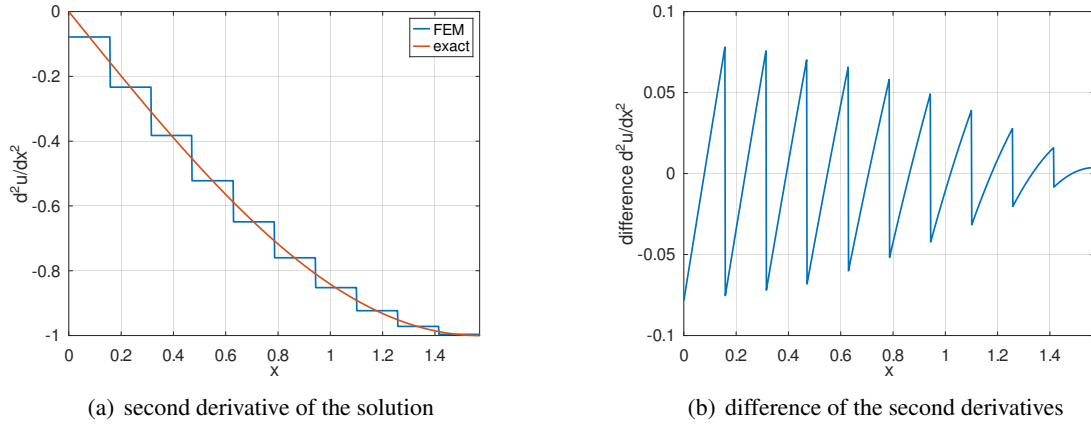 0
-0.2
-0.4
-0.6
-0.8
-1
d²u/dx²
0 0.2 0.4 0.6 0.8 1 1.2 1.4
x
FEM
exact
(a) second derivative of the solution
0.1
0.05
0
-0.05
-0.1
difference d²u/dx²
0 0.2 0.4 0.6 0.8 1 1.2 1.4
x
(b) difference of the second derivatives